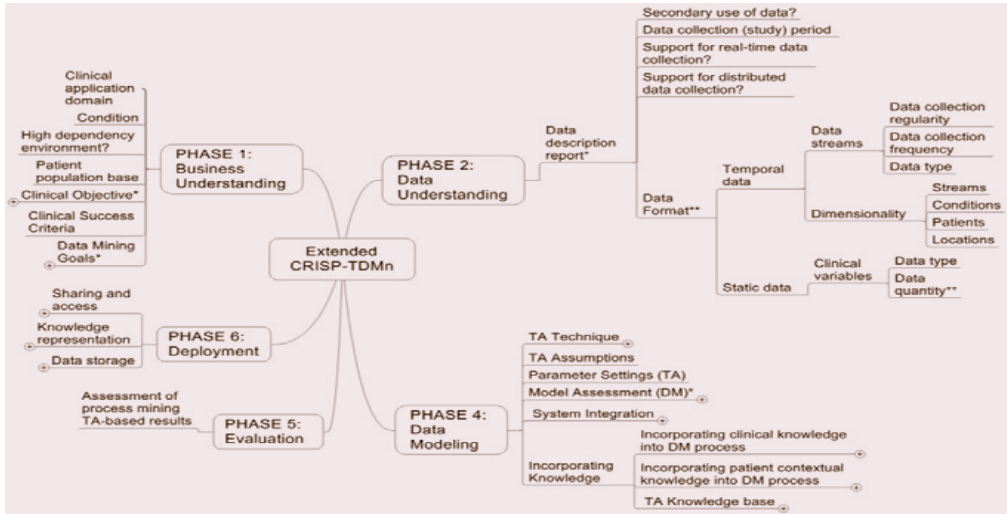 Clinical
application
domain
Condition
High dependency
environment?
Patient
population base
Clinical Objective*
Clinical Success
Criteria
Data Mining
Goals*
PHASE 1:
Business
Understanding
Extended
CRISP-TDMn
PHASE 2:
Data
Understanding
Data
description
report*
Secondary use of data?
Data collection (study) period
Support for real-time data
collection?
Support for distributed
data collection?
Data
Format**
Temporal
data
Data
streams
Data collection
regularity
Data collection
frequency
Data type
Dimensionality
Streams
Conditions
Patients
Locations
Static data
Clinical
variables
Data type
Data
quantity**
Sharing and
access
Knowledge
representation
Data storage
PHASE 6:
Deployment
Assessment of
process mining
TA-based results
PHASE 5:
Evaluation
PHASE 4:
Data
Modeling
TA Technique
TA Assumptions
Parameter Settings (TA)
Model Assessment (DM)*
System Integration
Incorporating
Knowledge
Incorporating clinical knowledge
into DM process
Incorporating patient contextual
knowledge into DM process
TA Knowledge base